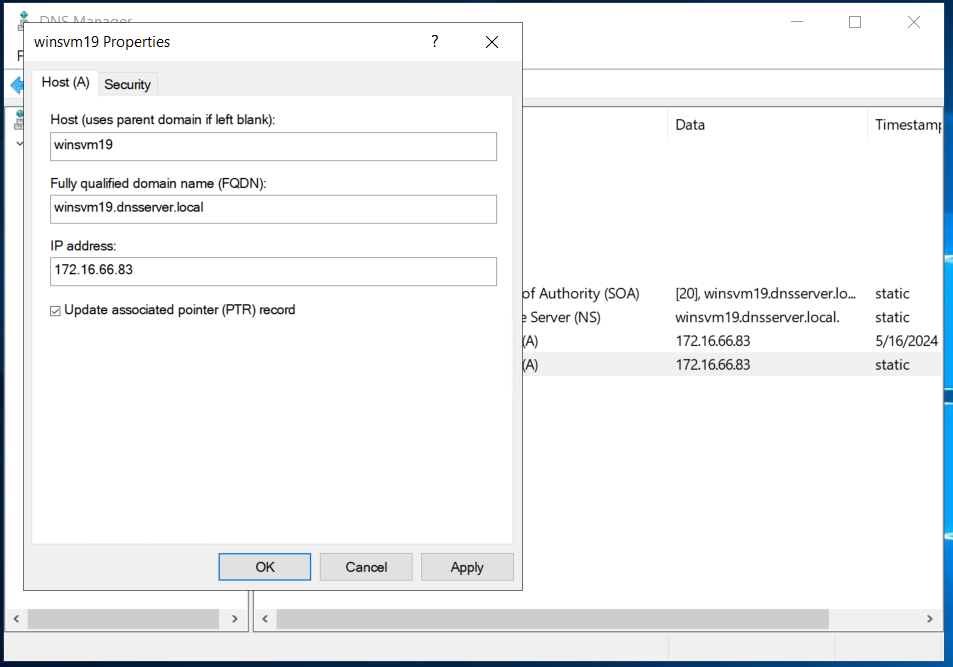 DNS Manager
winsvm19 Properties ?
Host (A) Security
Host (uses parent domain if left blank):
winsvm19
Fully qualified domain name (FQDN):
winsvm19.dnsserver.local
IP address:
172.16.66.83
Update associated pointer (PTR) record
OK Cancel Apply
Data Timestamp
of Authority (SOA) [20], winsvm19.dnsserver.lo... static
Server (NS) winsvm19.dnsserver.local. static
(A) 172.16.66.83 5/16/2024
(A) 172.16.66.83 static